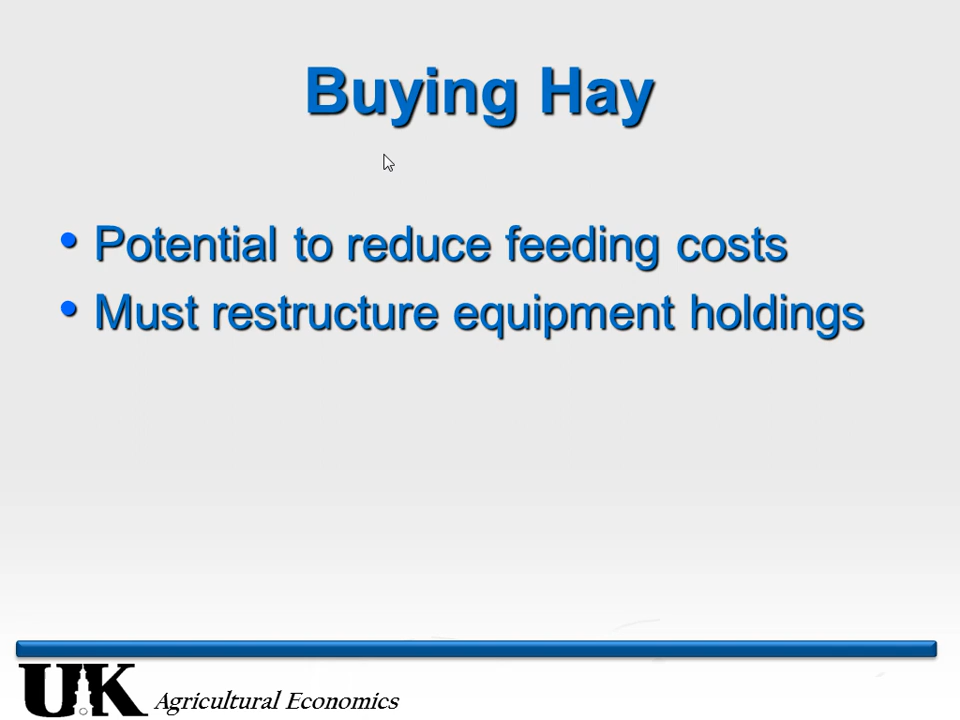 Buying Hay
• Potential to reduce feeding costs
• Must restructure equipment holdings
UK Agricultural Economics